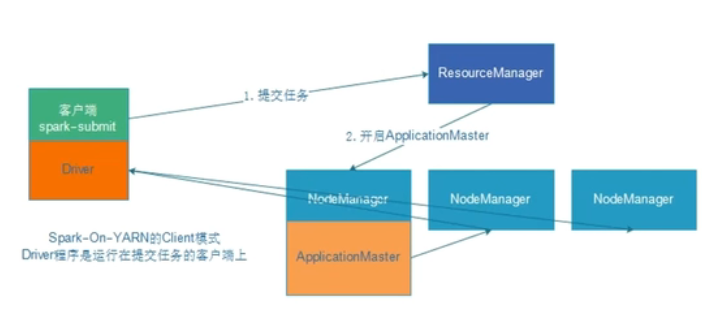 ResourceManager
1. 提交任务
客户端
spark-submit
2. 开启ApplicationMaster
Driver
NodeManager
NodeManager
NodeManager
Spark-On-YARN的Client模式
Driver程序是运行在提交任务的客户端上
ApplicationMaster